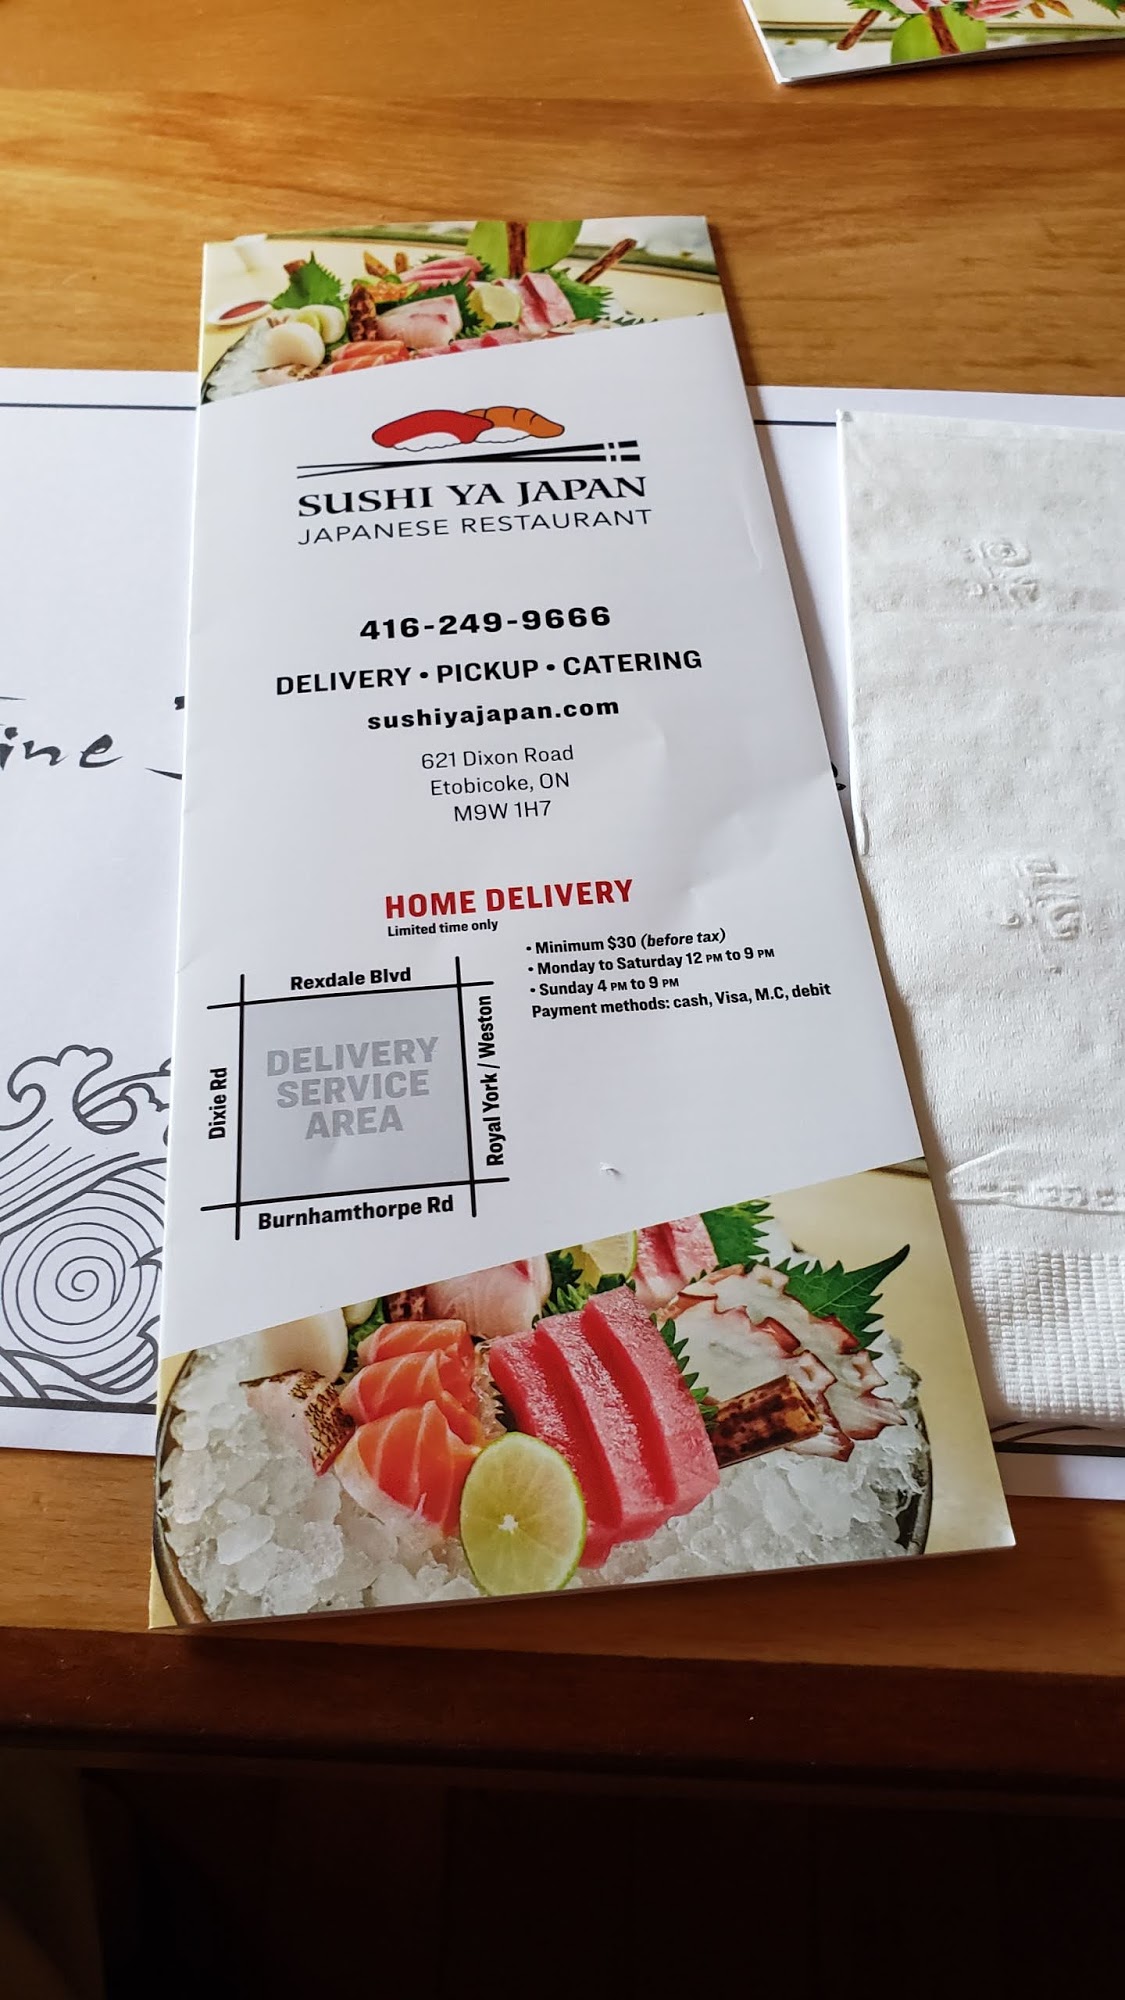 SUSHI YA JAPAN
JAPANESE RESTAURANT
416-249-9666
DELIVERY • PICKUP • CATERING
sushiyajapan.com
621 Dixon Road
Etobicoke, ON
M9W 1H7
HOME DELIVERY
Limited time only
• Minimum $30 (before tax)
• Monday to Saturday 12 PM to 9 PM
• Sunday 4 PM to 9 PM
Payment methods: cash, Visa, M.C, debit
Rexdale Blvd
Dixie Rd
DELIVERY
SERVICE
AREA
Royal York / Weston
Burnhamthorpe Rd